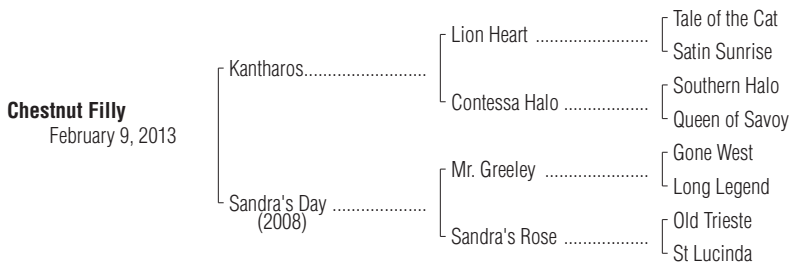 Chestnut Filly
February 9, 2013
Kantharos..........................
Sandra's Day ....................
(2008)
Lion Heart ........................
Contessa Halo ..................
Mr. Greeley ......................
Sandra's Rose ..................
Tale of the Cat
Satin Sunrise
Southern Halo
Queen of Savoy
Gone West
Long Legend
Old Trieste
St Lucinda